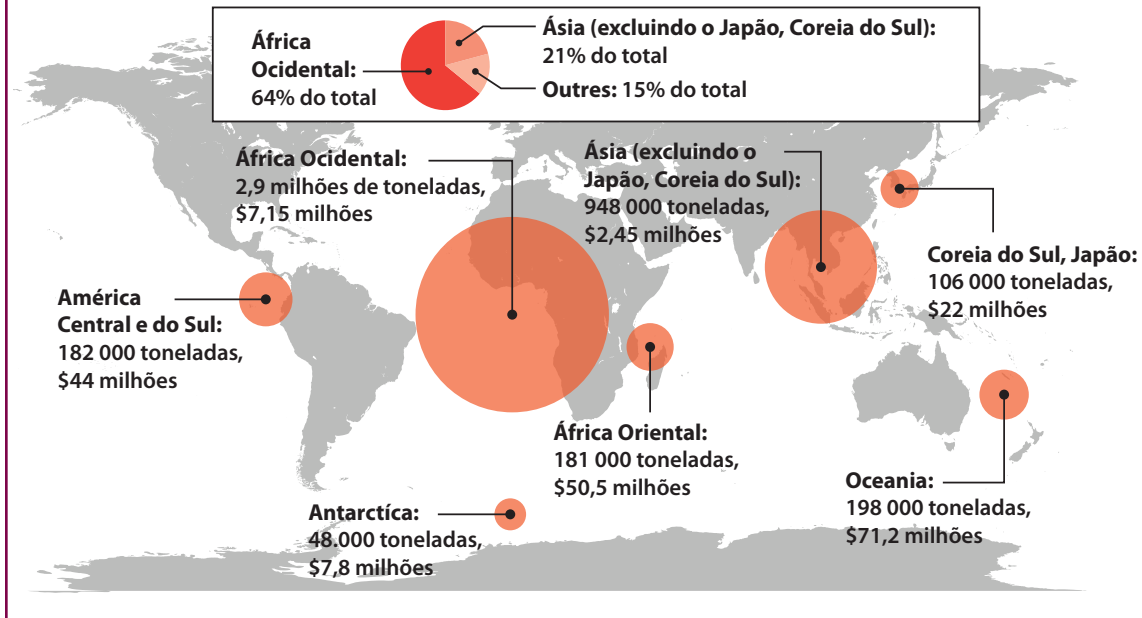 África
Ocidental:
64% do total
Ásia (excluindo o Japão, Coreia do Sul):
21% do total
Outres: 15% do total
África Ocidental:
2,9 milhões de toneladas,
$7,15 milhões
Ásia (excluindo o
Japão, Coreia do Sul):
948 000 toneladas,
$2,45 milhões
Coreia do Sul, Japão:
106 000 toneladas,
$22 milhões
América
Central e do Sul:
182 000 toneladas,
$44 milhões
África Oriental:
181 000 toneladas,
$50,5 milhões
Oceania:
198 000 toneladas,
$71,2 milhões
Antarctíca:
48.000 toneladas,
$7,8 milhões